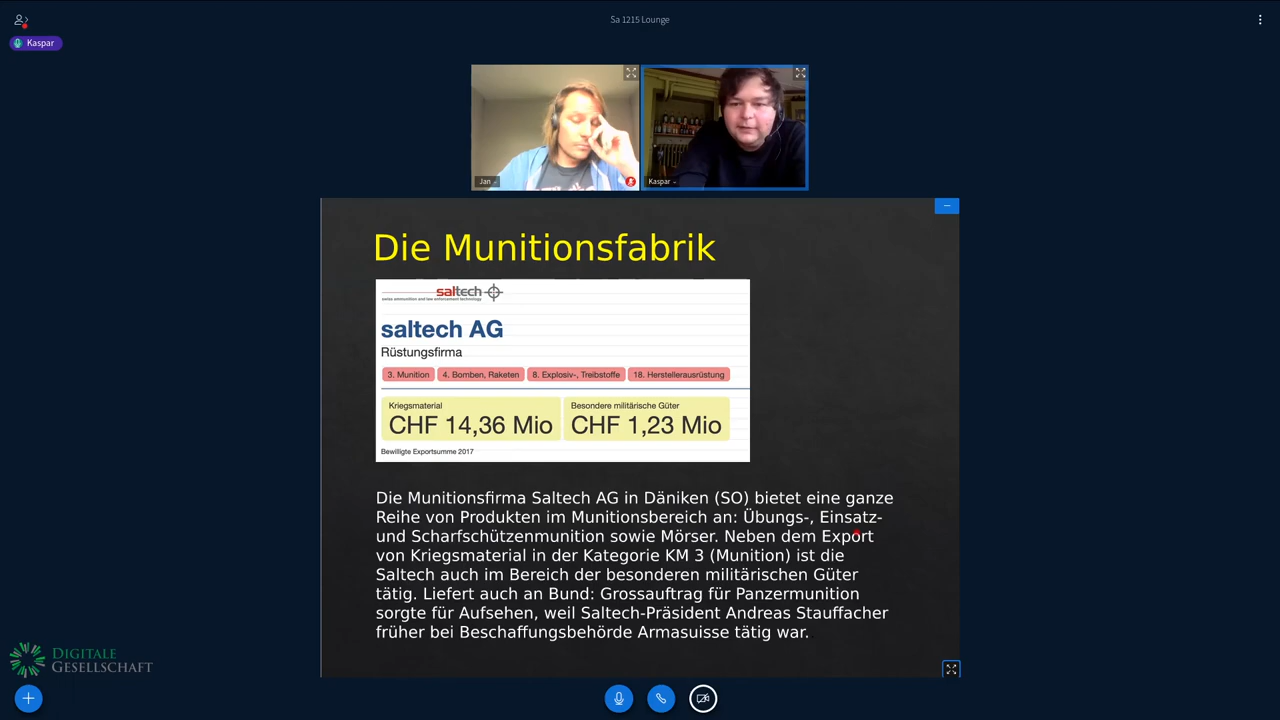 Sa 1215 Lounge
Kaspar
Jan
Kaspar
Die Munitionsfabrik
saltech
swiss ammunition and law enforcement technology
saltech AG
Rüstungsfirma
3. Munition 4. Bomben, Raketen 8. Explosiv-, Treibstoffe 18. Herstellerausrüstung
Kriegsmaterial Besondere militärische Güter
CHF 14,36 Mio CHF 1,23 Mio
Bewilligte Exportsumme 2017
Die Munitionsfirma Saltech AG in Däniken (SO) bietet eine ganze
Reihe von Produkten im Munitionsbereich an: Übungs-, Einsatz-
und Scharfschützenmunition sowie Mörser. Neben dem Export
von Kriegsmaterial in der Kategorie KM 3 (Munition) ist die
Saltech auch im Bereich der besonderen militärischen Güter
tätig. Liefert auch an Bund: Grossauftrag für Panzermunition
sorgte für Aufsehen, weil Saltech-Präsident Andreas Stauffacher
früher bei Beschaffungsbehörde Armasuisse tätig war.
DIGITALE
GESELLSCHAFT